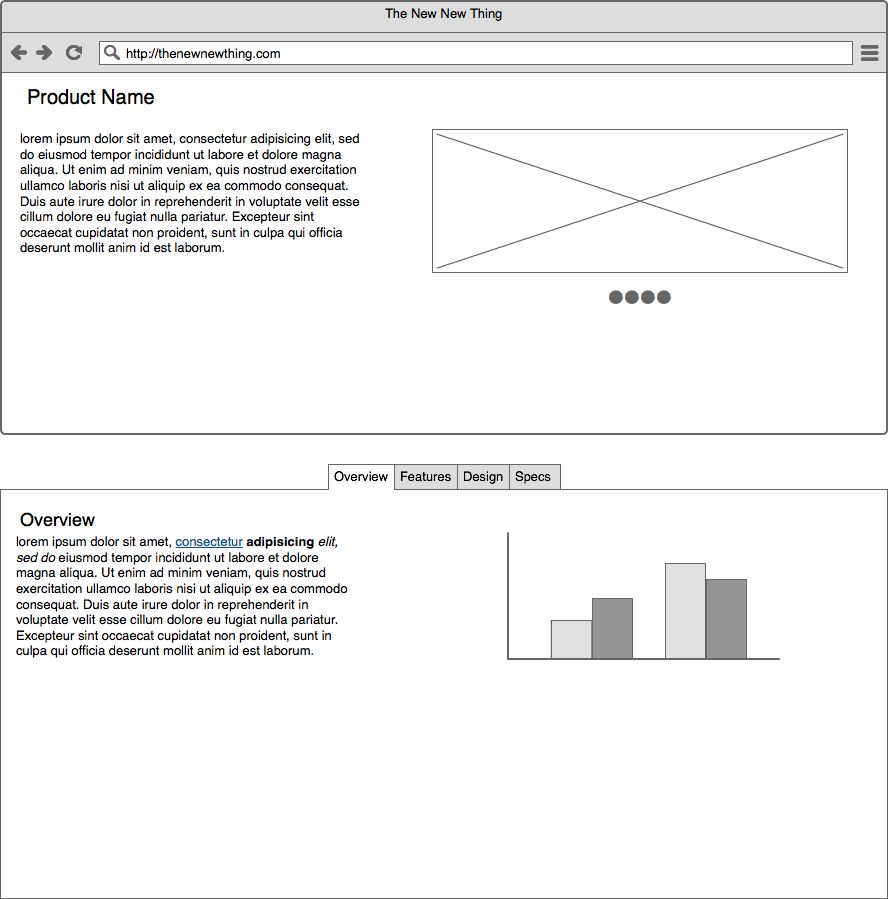 The New New Thing
http://thenewnewthing.com
Product Name
lorem ipsum dolor sit amet, consectetur adipisicing elit, sed
do eiusmod tempor incididunt ut labore et dolore magna
aliqua. Ut enim ad minim veniam, quis nostrud exercitation
ullamco laboris nisi ut aliquip ex ea commodo consequat.
Duis aute irure dolor in reprehenderit in voluptate velit esse
cillum dolore eu fugiat nulla pariatur. Excepteur sint
occaecat cupidatat non proident, sunt in culpa qui officia
deserunt mollit anim id est laborum.
Overview Features Design Specs
Overview
lorem ipsum dolor sit amet, consectetur adipisicing elit,
sed do eiusmod tempor incididunt ut labore et dolore
magna aliqua. Ut enim ad minim veniam, quis nostrud
exercitation ullamco laboris nisi ut aliquip ex ea commodo
consequat. Duis aute irure dolor in reprehenderit in
voluptate velit esse cillum dolore eu fugiat nulla pariatur.
Excepteur sint occaecat cupidatat non proident, sunt in
culpa qui officia deserunt mollit anim id est laborum.